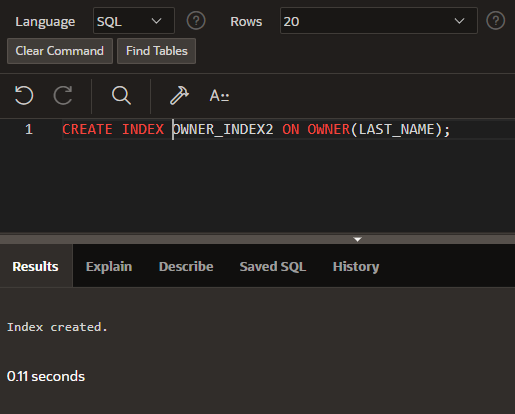 Language SQL Rows 20
Clear Command Find Tables
A::
1 CREATE INDEX OWNER_INDEX2 ON OWNER(LAST_NAME);
Results Explain Describe Saved SQL History
Index created.
0.11 seconds